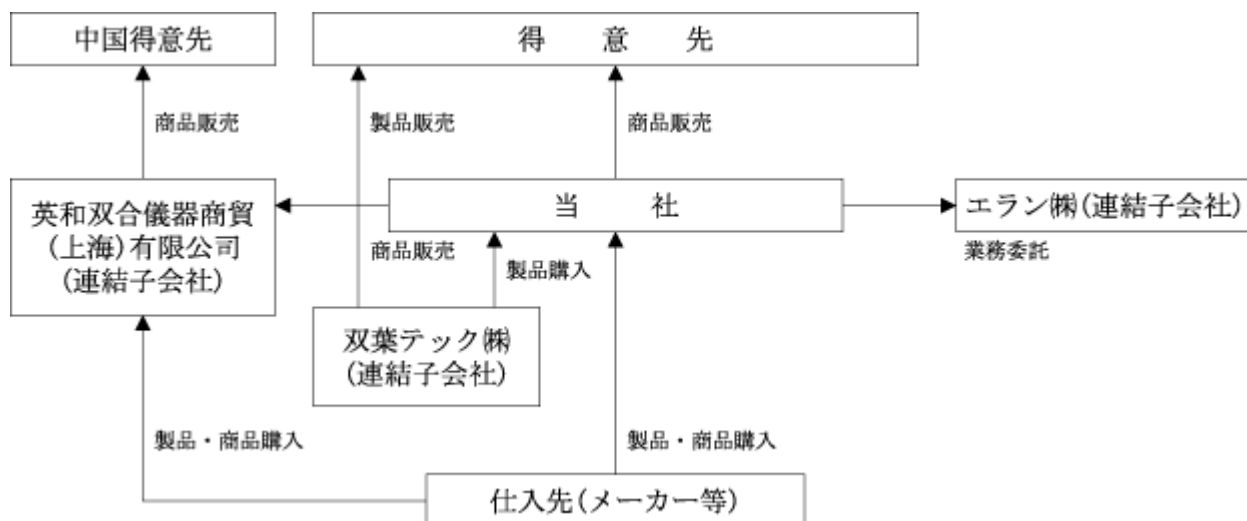 中国得意先
得意先
商品販売
製品販売
商品販売
英和双合儀器商貿
(上海)有限公司
(連結子会社)
当社
エラン㈱(連結子会社)
商品販売
製品購入
業務委託
双葉テック㈱
(連結子会社)
製品・商品購入
製品・商品購入
仕入先(メーカー等)